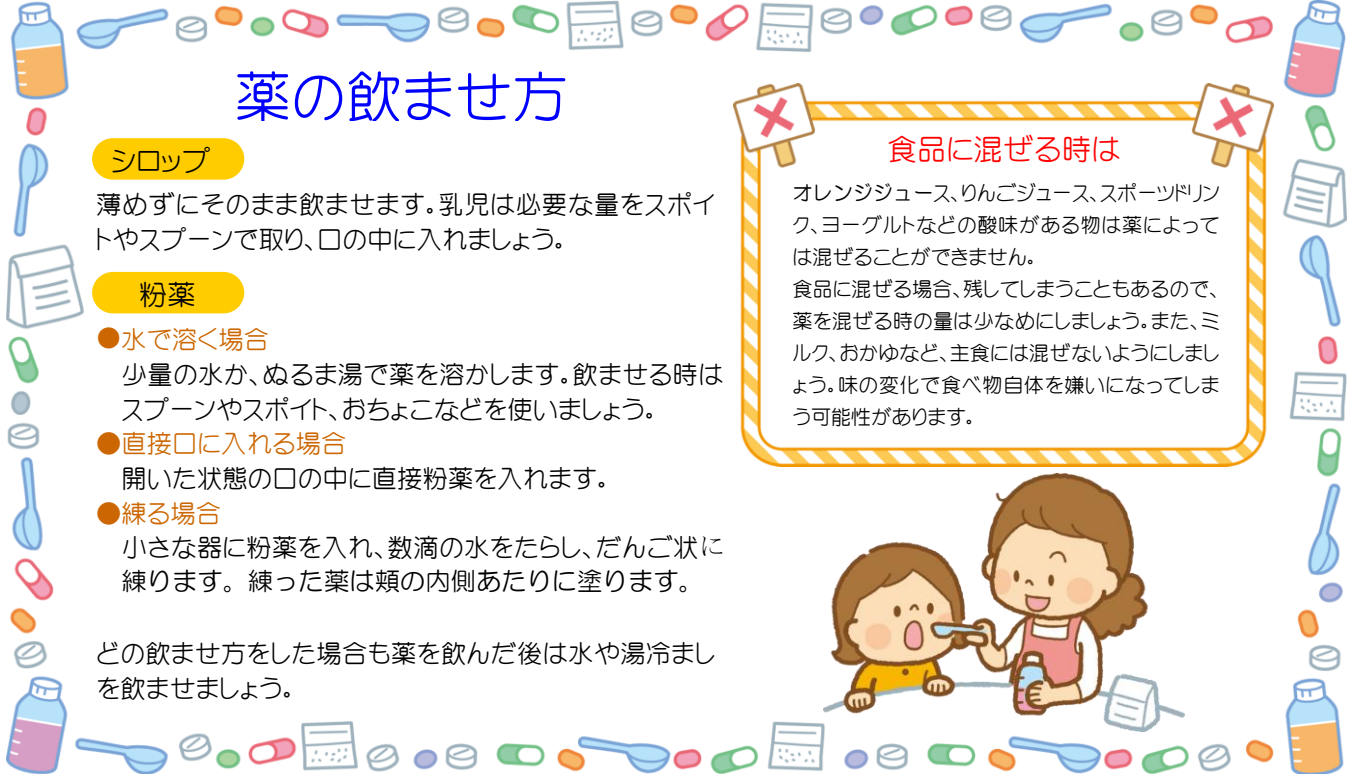 薬の飲ませ方
シロップ
薄めずにそのまま飲ませます。乳児は必要な量をスポイ
トやスプーンで取り、口の中に入れましょう。
粉薬
●水で溶く場合
少量の水か、ぬるま湯で薬を溶かします。飲ませる時は
スプーンやスポイト、おちょこなどを使いましょう。
●直接口に入れる場合
開いた状態の口の中に直接粉薬を入れます。
●練る場合
小さな器に粉薬を入れ、数滴の水をたらし、だんご状に
練ります。練った薬は頬の内側あたりに塗ります。
どの飲ませ方をした場合も薬を飲んだ後は水や湯冷まし
を飲ませましょう。
食品に混ぜる時は
オレンジジュース、りんごジュース、スポーツドリン
ク、ヨーグルトなどの酸味がある物は薬によって
は混ぜることができません。
食品に混ぜる場合、残してしまうこともあるので、
薬を混ぜる時の量は少なめにしましょう。また、ミ
ルク、おかゆなど、主食には混ぜないようにしまし
ょう。味の変化で食べ物自体を嫌いになってしま
う可能性があります。